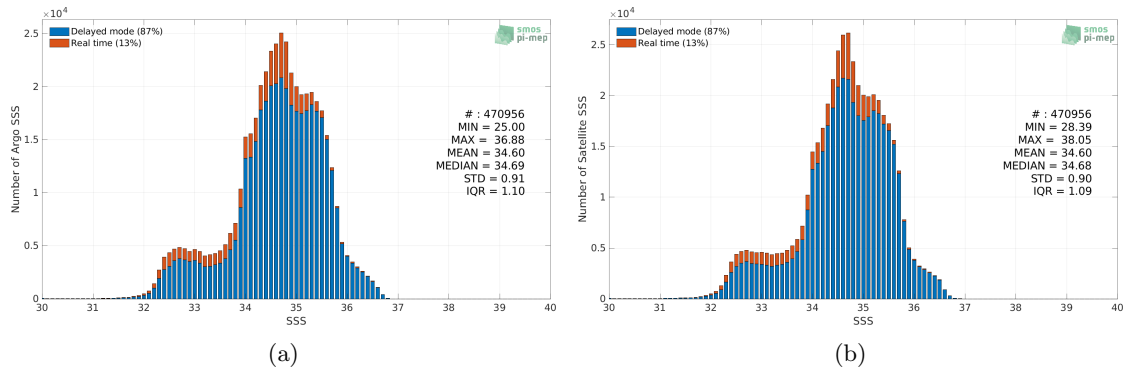 ×10⁴
Delayed mode (87%)
Real time (13%)
smos
pi-mep
2.5
2
1.5
1
0.5
0
Number of Argo SSS
# : 470956
MIN = 25.00
MAX = 36.88
MEAN = 34.60
MEDIAN = 34.69
STD = 0.91
IQR = 1.10
30 31 32 33 34 35 36 37 38 39 40
SSS
(a)
×10⁴
Delayed mode (87%)
Real time (13%)
smos
pi-mep
2.5
2
1.5
1
0.5
0
Number of Satellite SSS
# : 470956
MIN = 28.39
MAX = 38.05
MEAN = 34.60
MEDIAN = 34.68
STD = 0.90
IQR = 1.09
30 31 32 33 34 35 36 37 38 39 40
SSS
(b)